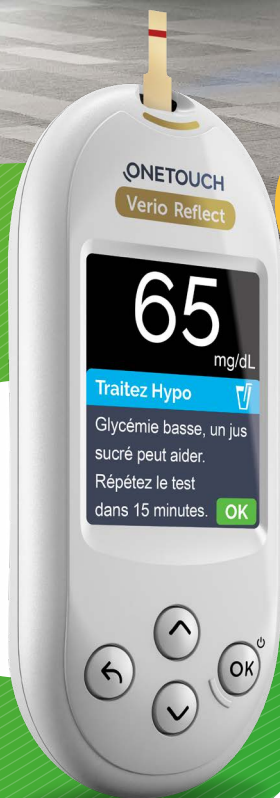 ONETOUCH
Verio Reflect
65
mg/dL
Traitez Hypo
Glycémie basse, un jus
sucré peut aider.
Répétez le test
dans 15 minutes. OK
OK